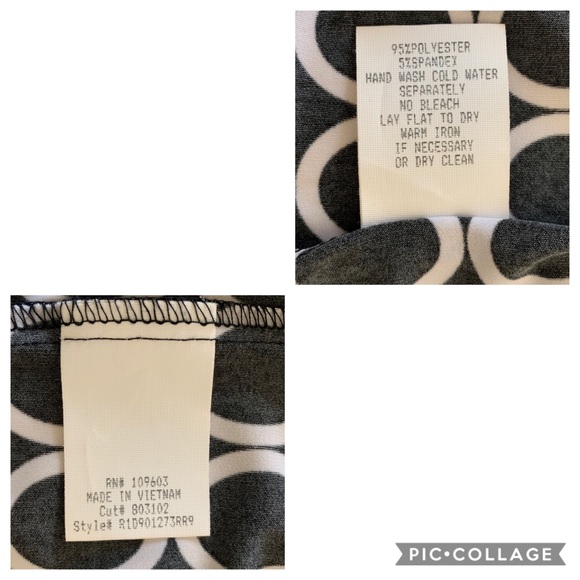 95%POLYESTER
5%SPANDEX
HAND WASH COLD WATER
SEPARATELY
NO BLEACH
LAY FLAT TO DRY
WARM IRON
IF NECESSARY
OR DRY CLEAN
RN# 109603
MADE IN VIETNAM
Cut# 803102
Style# R1D901273RR9
PIC•COLLAGE